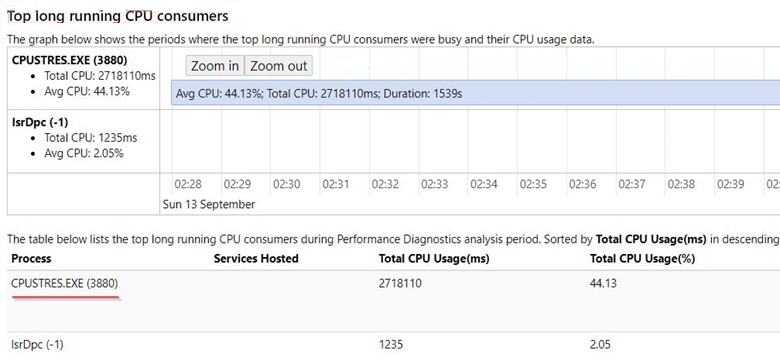 Top long running CPU consumers
The graph below shows the periods where the top long running CPU consumers were busy and their CPU usage data.
CPUSTRES.EXE (3880)
• Total CPU: 2718110ms
• Avg CPU: 44.13%
Zoom in Zoom out
Avg CPU: 44.13%; Total CPU: 2718110ms; Duration: 1539s
IsrDpc (-1)
• Total CPU: 1235ms
• Avg CPU: 2.05%
02:28 02:29 02:30 02:31 02:32 02:33 02:34 02:35 02:36 02:37 02:38 02:39 02:
Sun 13 September
The table below lists the top long running CPU consumers during Performance Diagnostics analysis period. Sorted by Total CPU Usage(ms) in descending
Process Services Hosted Total CPU Usage(ms) Total CPU Usage(%)
CPUSTRES.EXE (3880) 2718110 44.13
IsrDpc (-1) 1235 2.05